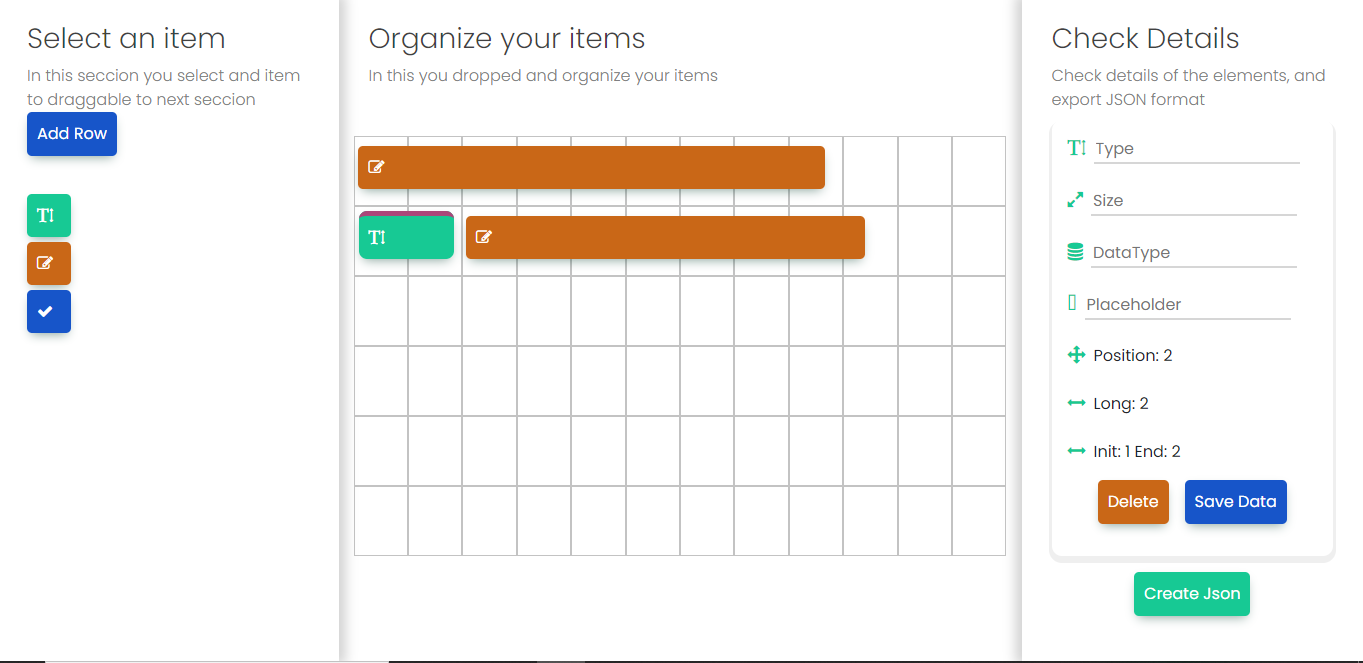 Select an item
In this seccion you select and item
to draggable to next seccion
Add Row
T
Organize your items
In this you dropped and organize your items
T
Check Details
Check details of the elements, and
export JSON format
T Type
Size
DataType
Placeholder
Position: 2
Long: 2
Init: 1 End: 2
Delete
Save Data
Create Json